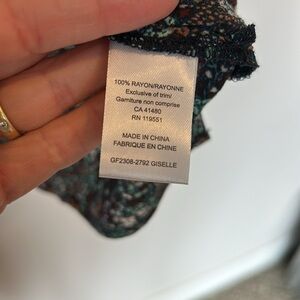 100% RAYON/RAYONNE
Exclusive of trim/
Garniture non comprise
CA 41480
RN 119551
MADE IN CHINA
FABRIQUE EN CHINE
GF2308-2792 GISELLE